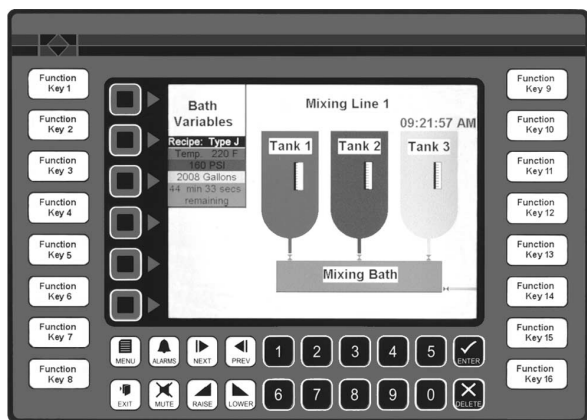 Function
Key 1
Function
Key 2
Function
Key 3
Function
Key 4
Function
Key 5
Function
Key 6
Function
Key 7
Function
Key 8
Bath
Variables
Recipe: Type J
Temp. 220 F
160 PSI
2008 Gallons
44 min 33 secs
remaining
Mixing Line 1
09:21:57 AM
Tank 1
Tank 2
Tank 3
Mixing Bath
Function
Key 9
Function
Key 10
Function
Key 11
Function
Key 12
Function
Key 13
Function
Key 14
Function
Key 15
Function
Key 16
MENU
ALARMS
NEXT
PREV
1
2
3
4
5
ENTER
EXIT
MUTE
RAISE
LOWER
6
7
8
9
0
DELETE